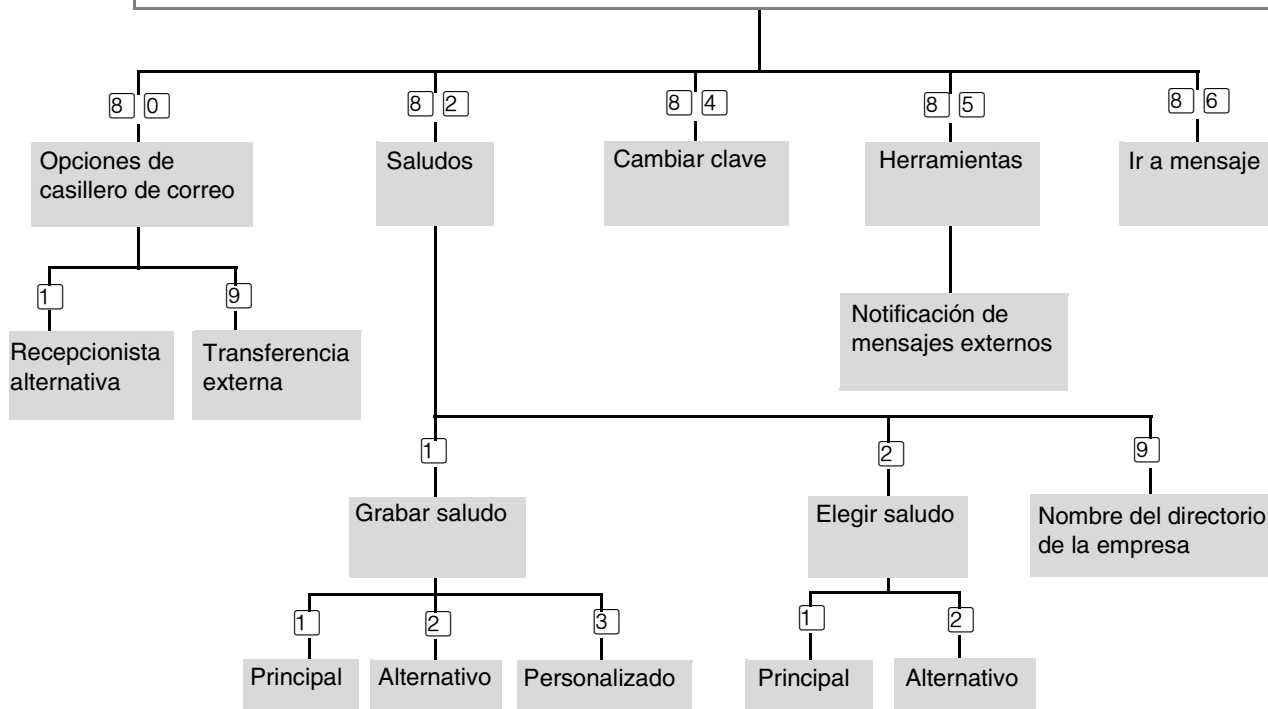 8 0
8 2
8 4
8 5
8 6
Opciones de
casillero de correo
Saludos
Cambiar clave
Herramientas
Ir a mensaje
1
9
Recepcionista
alternativa
Transferencia
externa
Notificación de
mensajes externos
1
2
9
Grabar saludo
Elegir saludo
Nombre del directorio
de la empresa
1
2
3
1
2
Principal
Alternativo
Personalizado
Principal
Alternativo